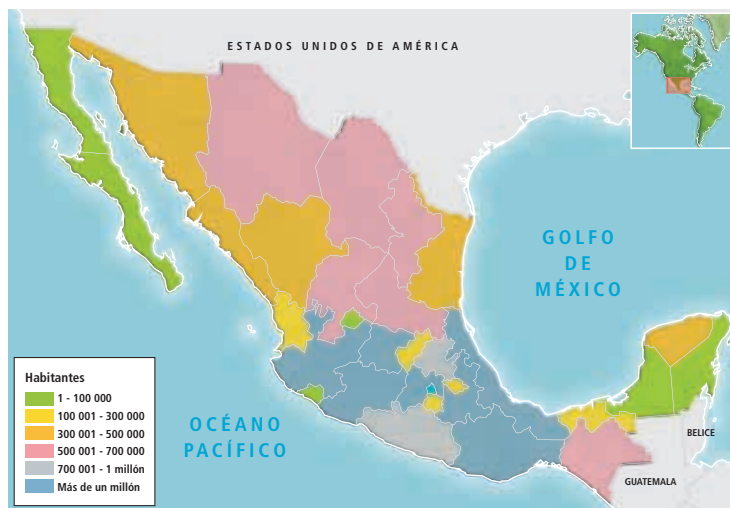 ESTADOS UNIDOS DE AMÉRICA
GOLFO
DE
MÉXICO
OCÉANO
PACÍFICO
BELICE
GUATEMALA
Habitantes
1 - 100 000
100 001 - 300 000
300 001 - 500 000
500 001 - 700 000
700 001 - 1 millón
Más de un millón